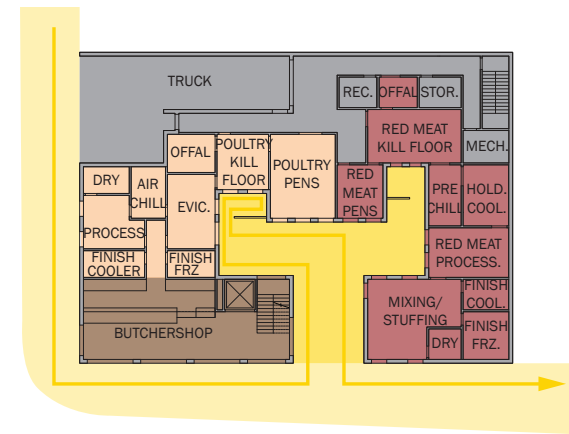 TRUCK
REC.
OFFAL
STOR.
RED MEAT
KILL FLOOR
MECH.
OFFAL
POULTRY
KILL
FLOOR
POULTRY
PENS
RED
MEAT
PENS
DRY
AIR
CHILL
EVIC.
PRE
CHILL
HOLD.
COOL.
PROCESS
RED MEAT
PROCESS.
FINISH
COOLER
FINISH
FRZ
FINISH
COOL.
MIXING/
STUFFING
BUTCHERSHOP
DRY
FINISH
FRZ.